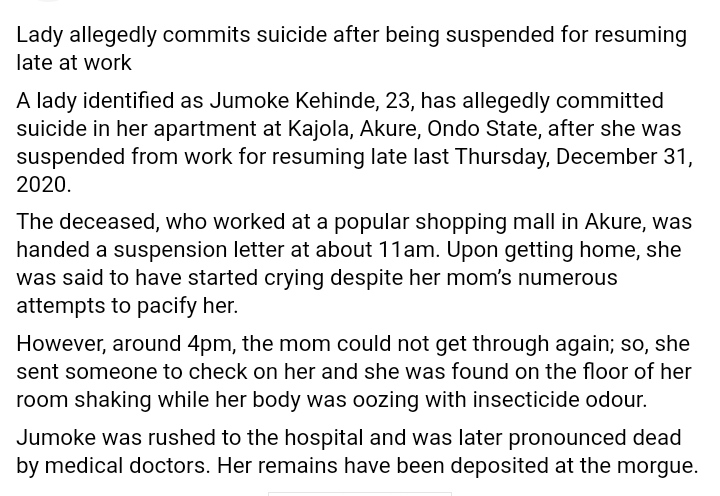 Lady allegedly commits suicide after being suspended for resuming
late at work
A lady identified as Jumoke Kehinde, 23, has allegedly committed
suicide in her apartment at Kajola, Akure, Ondo State, after she was
suspended from work for resuming late last Thursday, December 31,
2020.
The deceased, who worked at a popular shopping mall in Akure, was
handed a suspension letter at about 11am. Upon getting home, she
was said to have started crying despite her mom’s numerous
attempts to pacify her.
However, around 4pm, the mom could not get through again; so, she
sent someone to check on her and she was found on the floor of her
room shaking while her body was oozing with insecticide odour.
Jumoke was rushed to the hospital and was later pronounced dead
by medical doctors. Her remains have been deposited at the morgue.